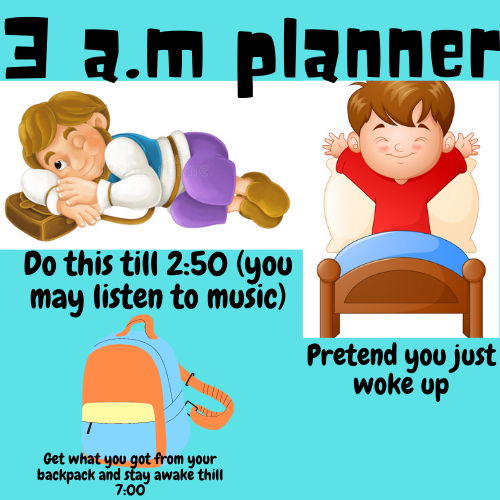 3 a.m planner
Do this till 2:50 (you
may listen to music)
Pretend you just
woke up
Get what you got from your
backpack and stay awake thill
7:00